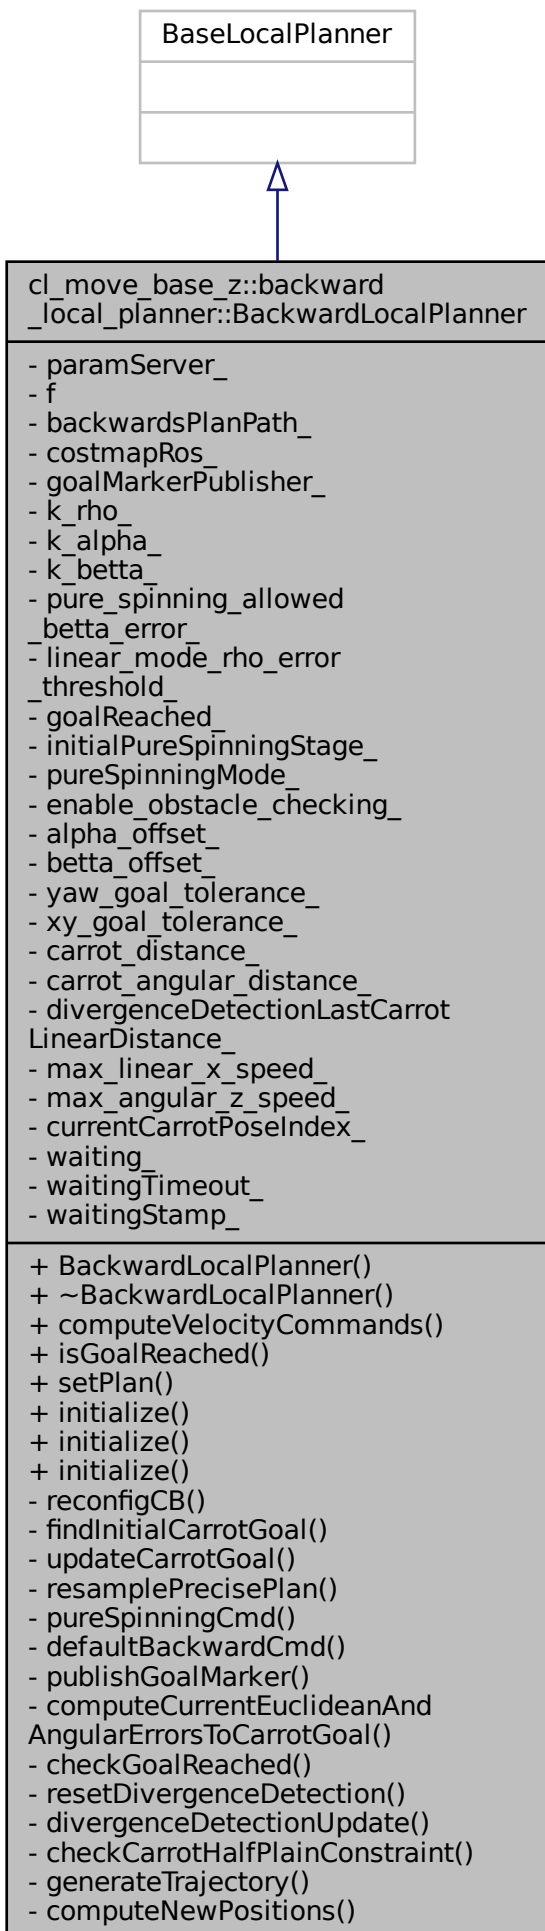 BaseLocalPlanner
cl_move_base_z::backward
_local_planner::BackwardLocalPlanner
- paramServer_
- f
- backwardsPlanPath_
- costmapRos_
- goalMarkerPublisher_
- k_rho_
- k_alpha_
- k_betta_
- pure_spinning_allowed
_betta_error_
- linear_mode_rho_error
_threshold_
- goalReached_
- initialPureSpinningStage_
- pureSpinningMode_
- enable_obstacle_checking_
- alpha_offset_
- betta_offset_
- yaw_goal_tolerance_
- xy_goal_tolerance_
- carrot_distance_
- carrot_angular_distance_
- divergenceDetectionLastCarrot
LinearDistance_
- max_linear_x_speed_
- max_angular_z_speed_
- currentCarrotPoseIndex_
- waiting_
- waitingTimeout_
- waitingStamp_
+ BackwardLocalPlanner()
+ ~BackwardLocalPlanner()
+ computeVelocityCommands()
+ isGoalReached()
+ setPlan()
+ initialize()
+ initialize()
+ initialize()
- reconfigCB()
- findInitialCarrotGoal()
- updateCarrotGoal()
- resamplePrecisePlan()
- pureSpinningCmd()
- defaultBackwardCmd()
- publishGoalMarker()
- computeCurrentEuclideanAnd
AngularErrorsToCarrotGoal()
- checkGoalReached()
- resetDivergenceDetection()
- divergenceDetectionUpdate()
- checkCarrotHalfPlainConstraint()
- generateTrajectory()
- computeNewPositions()